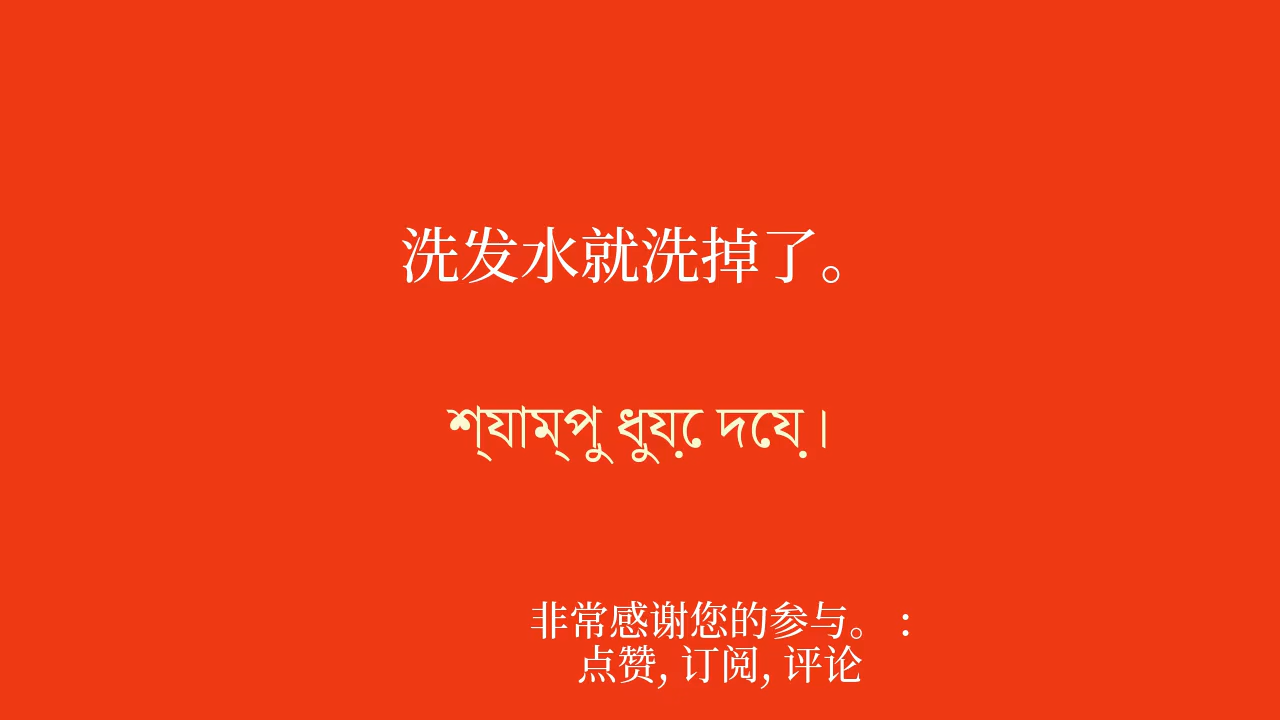 洗发水就洗掉了。
শ্যাম্পু ধুয়ে দেয়।
非常感谢您的参与。 :
点赞, 订阅, 评论